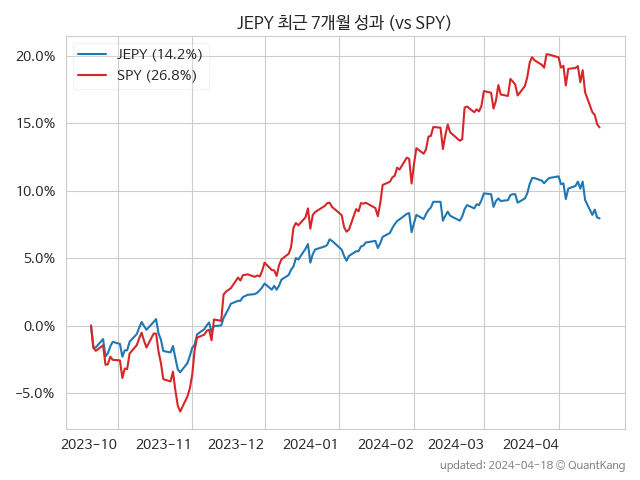 JEPY 최근 7개월 성과 (vs SPY)
JEPY (14.2%)
SPY (26.8%)
20.0%
15.0%
10.0%
5.0%
0.0%
−5.0%
2023-10 2023-11 2023-12 2024-01 2024-02 2024-03 2024-04
updated: 2024-04-18 © QuantKang